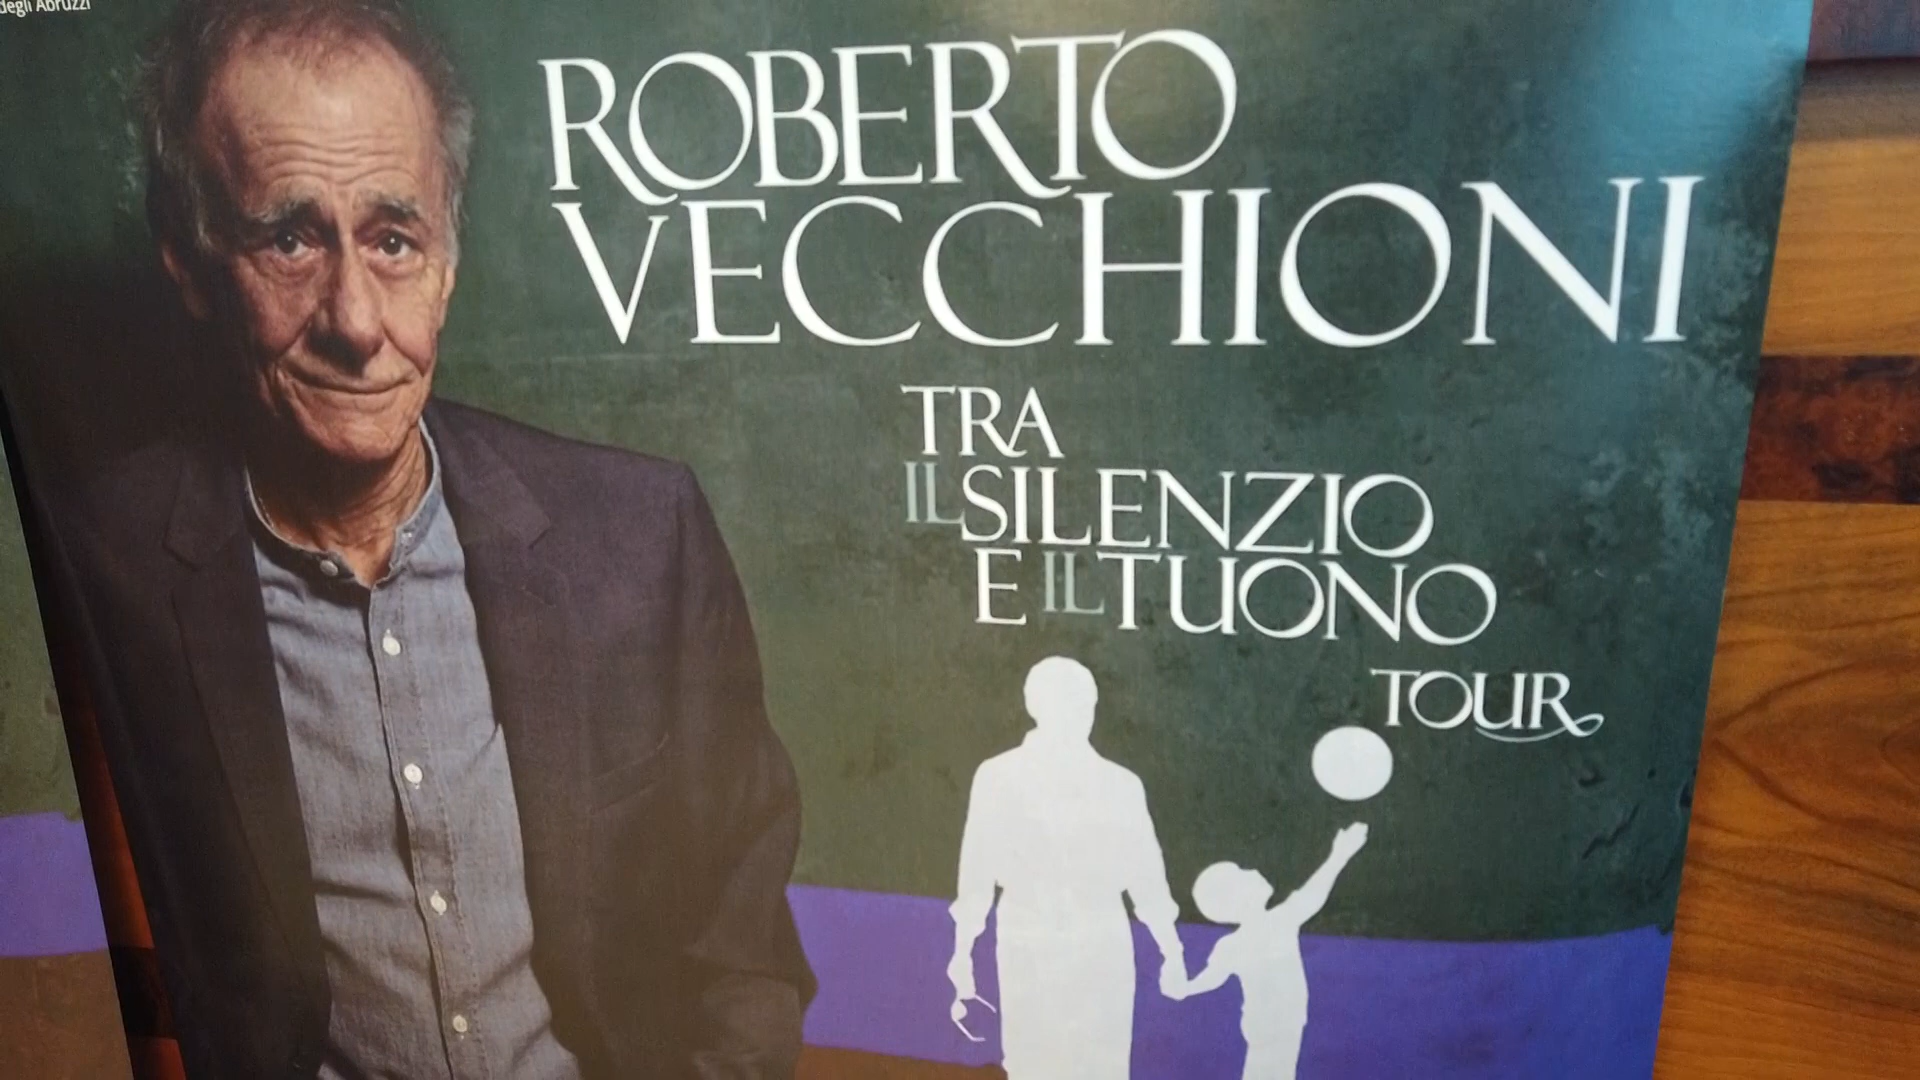 degli Abruzzi
ROBERTO
VECCHIONI
TRA
IL SILENZIO
E IL TUONO
TOUR